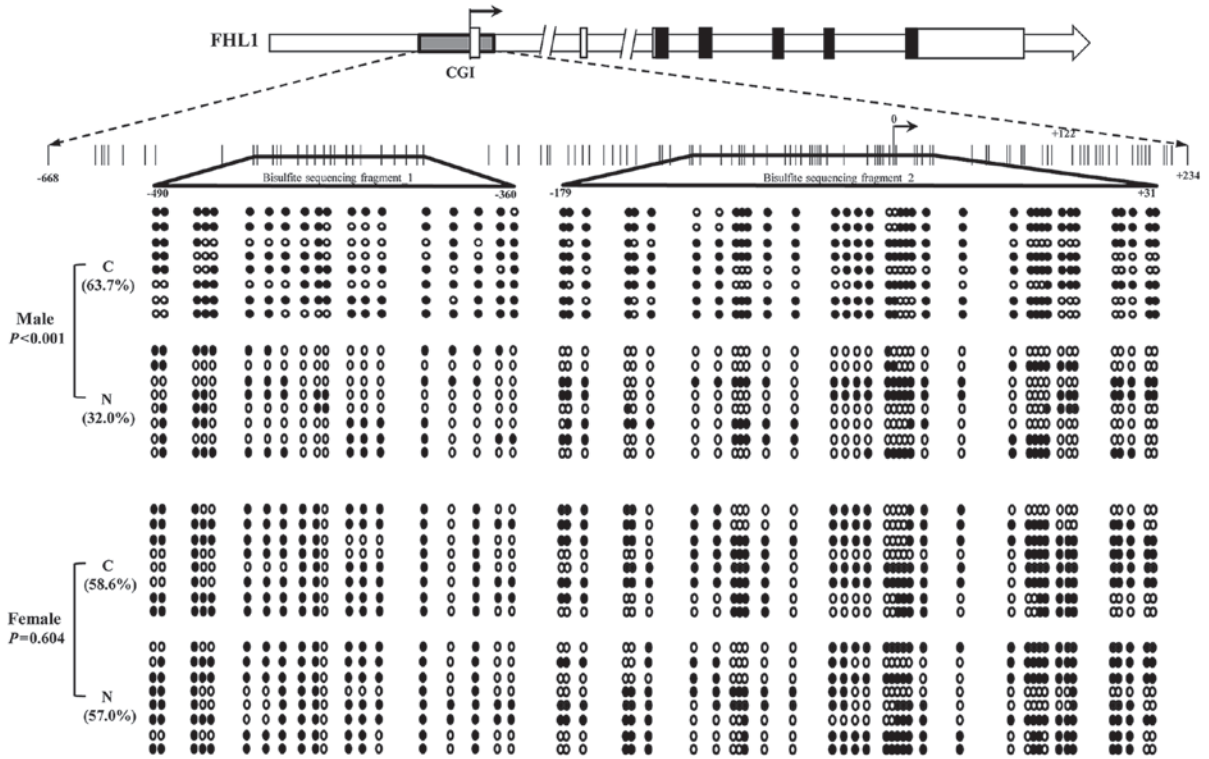 FHL1
CGI
0
+122
-668
+234
Bisulfite sequencing fragment_1
Bisulfite sequencing fragment_2
-490
-360
-179
+31
C
(63.7%)
Male
P<0.001
N
(32.0%)
C
(58.6%)
Female
P=0.604
N
(57.0%)